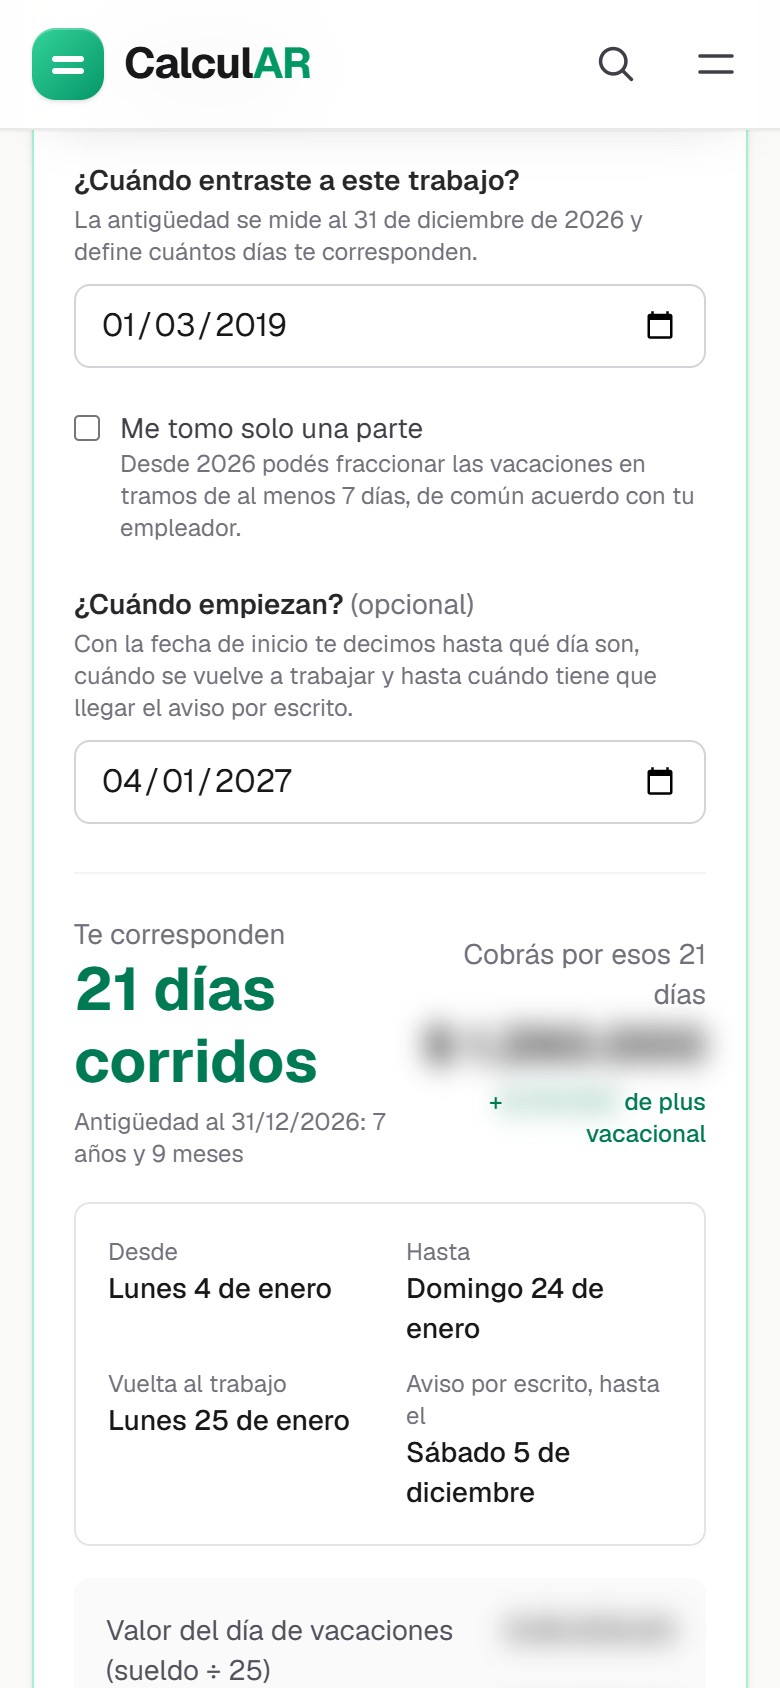 CalculAR
¿Cuándo entraste a este trabajo?
La antigüedad se mide al 31 de diciembre de 2026 y
define cuántos días te corresponden.
01/03/2019
Me tomo solo una parte
Desde 2026 podés fraccionar las vacaciones en
tramos de al menos 7 días, de común acuerdo con tu
empleador.
¿Cuándo empiezan? (opcional)
Con la fecha de inicio te decimos hasta qué día son,
cuándo se vuelve a trabajar y hasta cuándo tiene que
llegar el aviso por escrito.
04/01/2027
Te corresponden
21 días
corridos
Antigüedad al 31/12/2026: 7
años y 9 meses
Cobrás por esos 21
días
+ de plus
vacacional
Desde
Lunes 4 de enero
Hasta
Domingo 24 de
enero
Vuelta al trabajo
Lunes 25 de enero
Aviso por escrito, hasta
el
Sábado 5 de
diciembre
Valor del día de vacaciones
(sueldo ÷ 25)